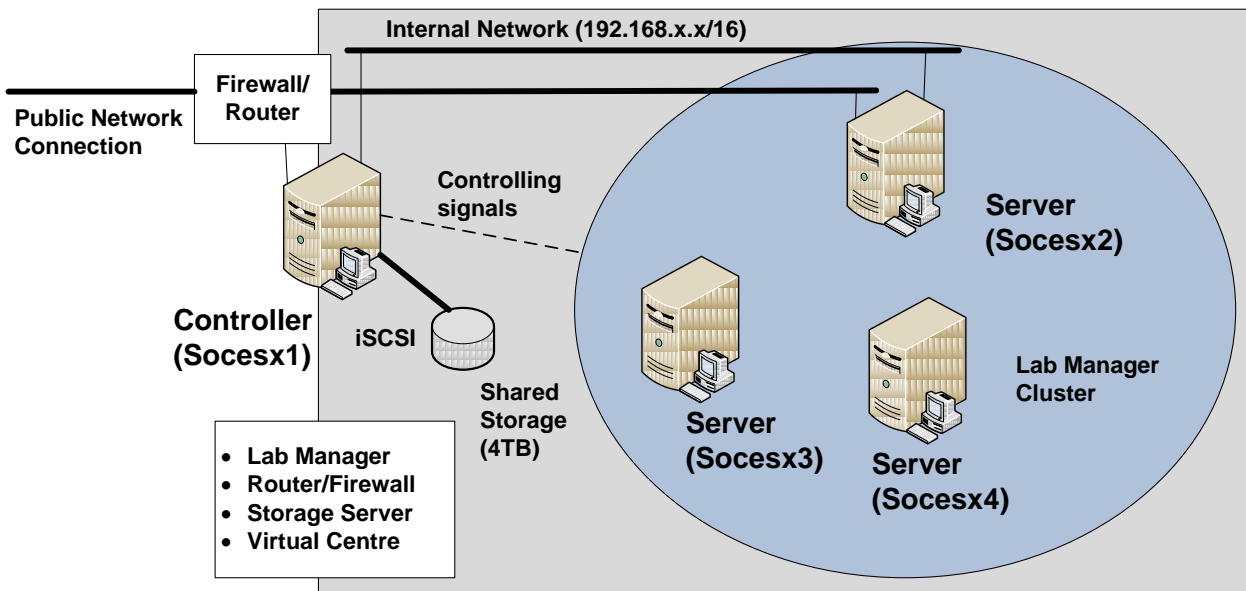 Internal Network (192.168.x.x/16)
Firewall/
Router
Public Network
Connection
Controlling
signals
Server
(Socesx2)
Controller
(Socesx1)
iSCSI
Shared
Storage
(4TB)
Server
(Socesx3)
Server
(Socesx4)
Lab Manager
Cluster
• Lab Manager
• Router/Firewall
• Storage Server
• Virtual Centre